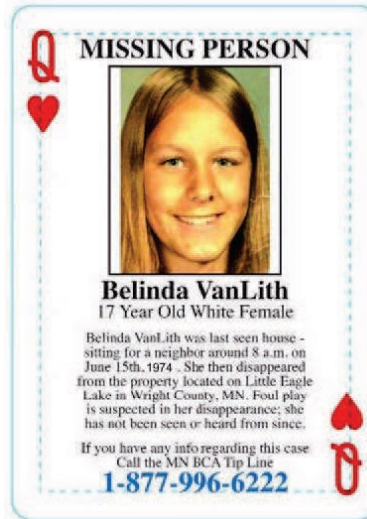 Q
MISSING PERSON
Belinda VanLith
17 Year Old White Female
Belinda VanLith was last seen house -
sitting for a neighbor around 8 a.m. on
June 15th, 1974 . She then disappeared
from the property located on Little Eagle
Lake in Wright County, MN. Foul play
is suspected in her disappearance; she
has not been seen or heard from since.
If you have any info regarding this case
Call the MN BCA Tip Line
1-877-996-6222
Q